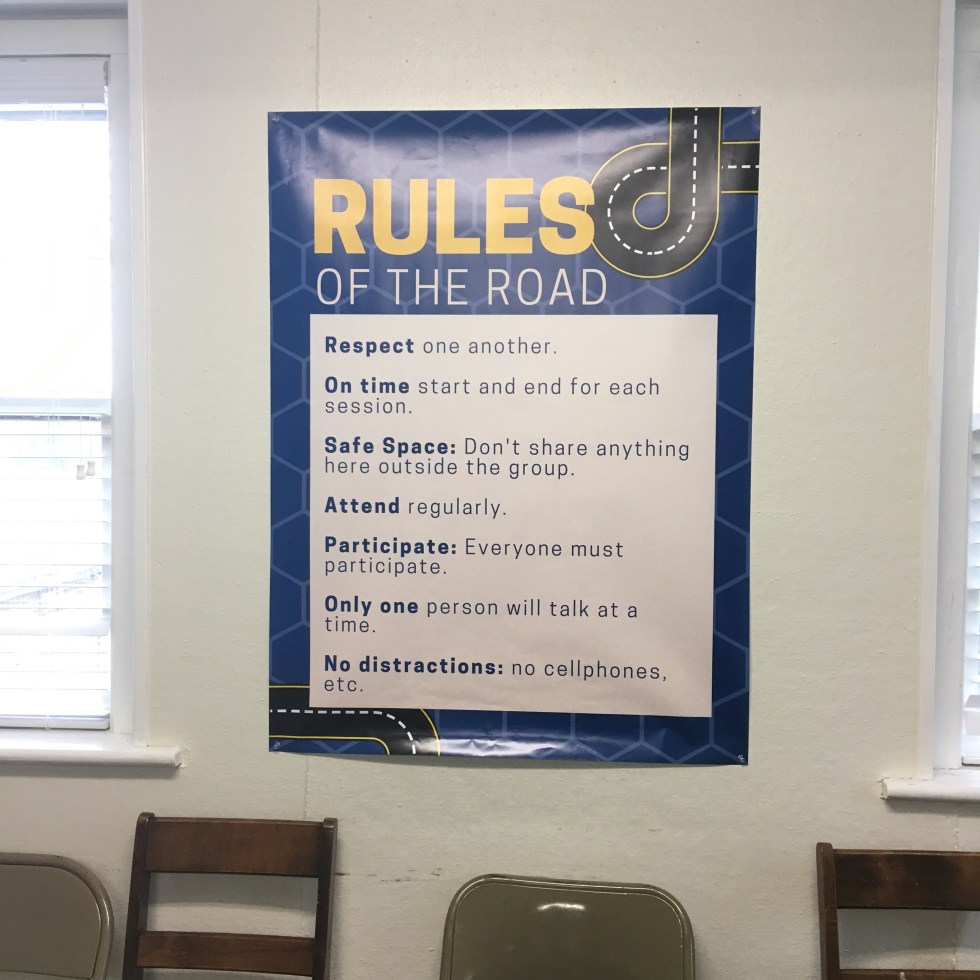 RULES
OF THE ROAD
Respect one another.
On time start and end for each
session.
Safe Space: Don't share anything
here outside the group.
Attend regularly.
Participate: Everyone must
participate.
Only one person will talk at a
time.
No distractions: no cellphones,
etc.